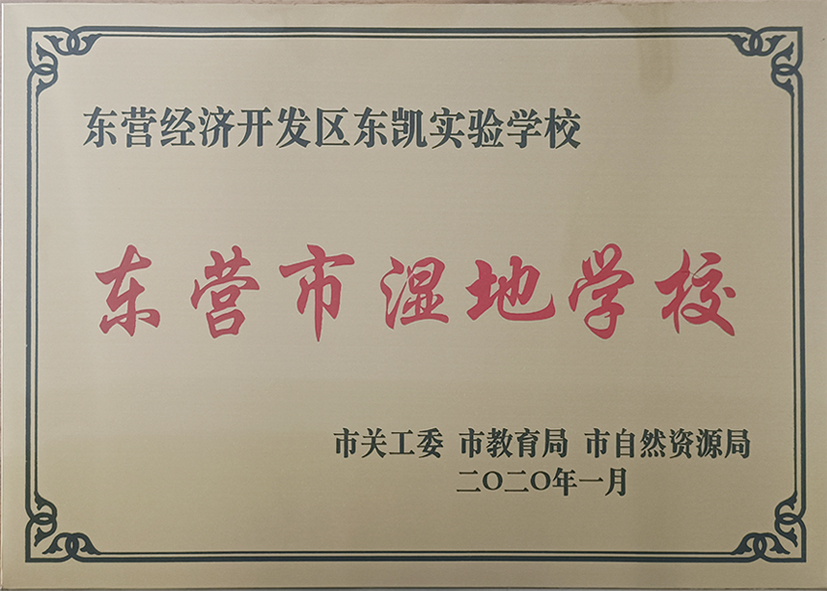 东营经济开发区东凯实验学校
东营市湿地学校
市关工委 市教育局 市自然资源局
二〇二〇年一月